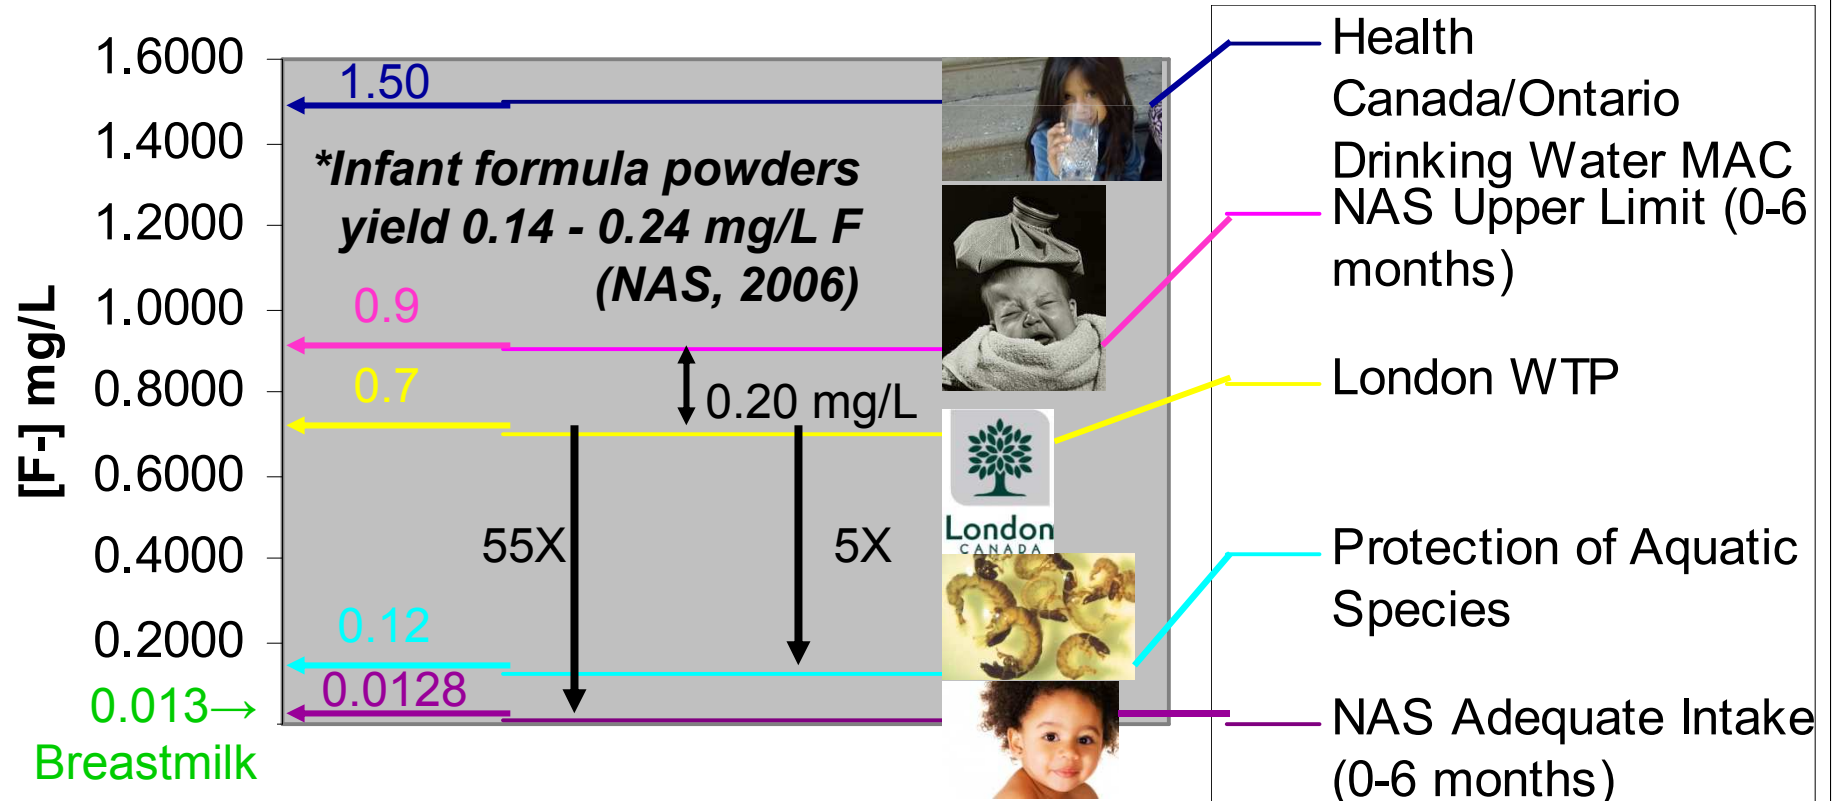 1.6000
1.4000
1.2000
1.0000
0.8000
0.6000
0.4000
0.2000
0.013→
Breastmilk
[F-] mg/L
1.50
*Infant formula powders
yield 0.14 - 0.24 mg/L F
(NAS, 2006)
0.9
0.7
0.20 mg/L
55X
5X
0.12
0.0128
London
CANADA
Health
Canada/Ontario
Drinking Water MAC
NAS Upper Limit (0-6
months)
London WTP
Protection of Aquatic
Species
NAS Adequate Intake
(0-6 months)